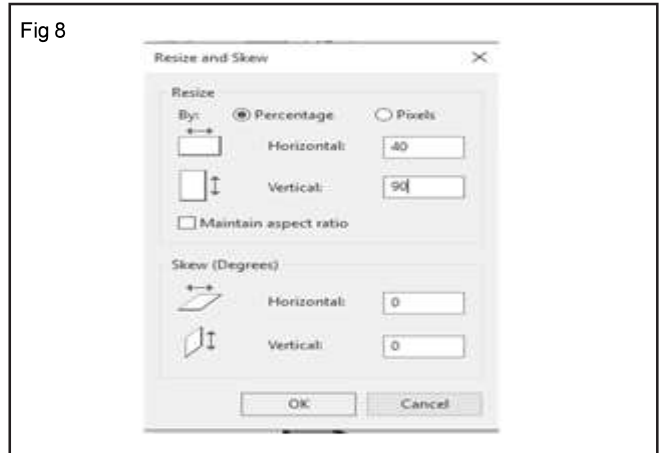 Fig 8
Resize and Skew
Resize
By: Percentage Pixels
Horizontal: 40
Vertical: 90
Maintain aspect ratio
Skew (Degrees)
Horizontal: 0
Vertical: 0
OK Cancel